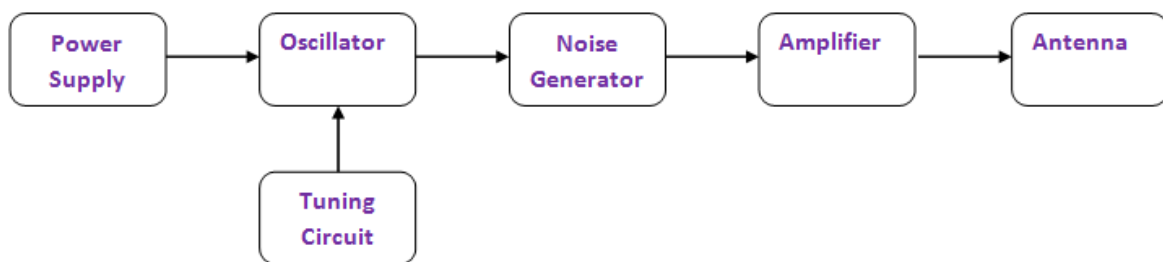 Power
Supply
Oscillator
Noise
Generator
Amplifier
Antenna
Tuning
Circuit